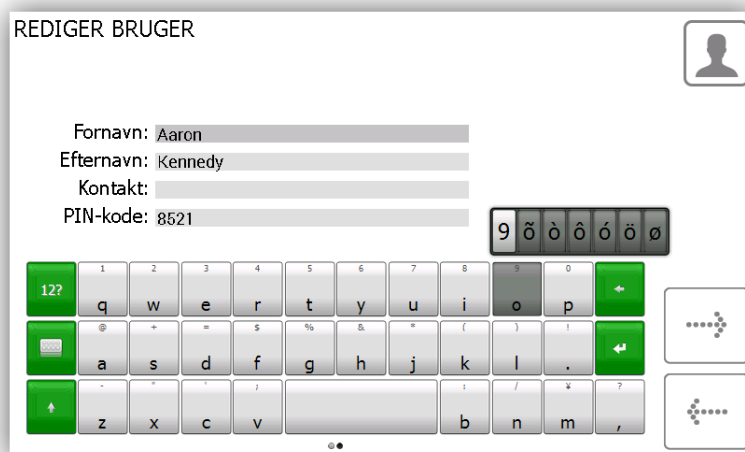 REDIGER BRUGER
Fornavn: Aaron
Efternavn: Kennedy
Kontakt:
PIN-kode: 8521
9 õ ò ô ó ö ø
1 2 3 4 5 6 7 8 9 0
12? q w e r t y u i o p
@ + = $ % & * ( ) !
a s d f g h j k l .
- " ' ; : / ¥ ?
z x c v b n m ,